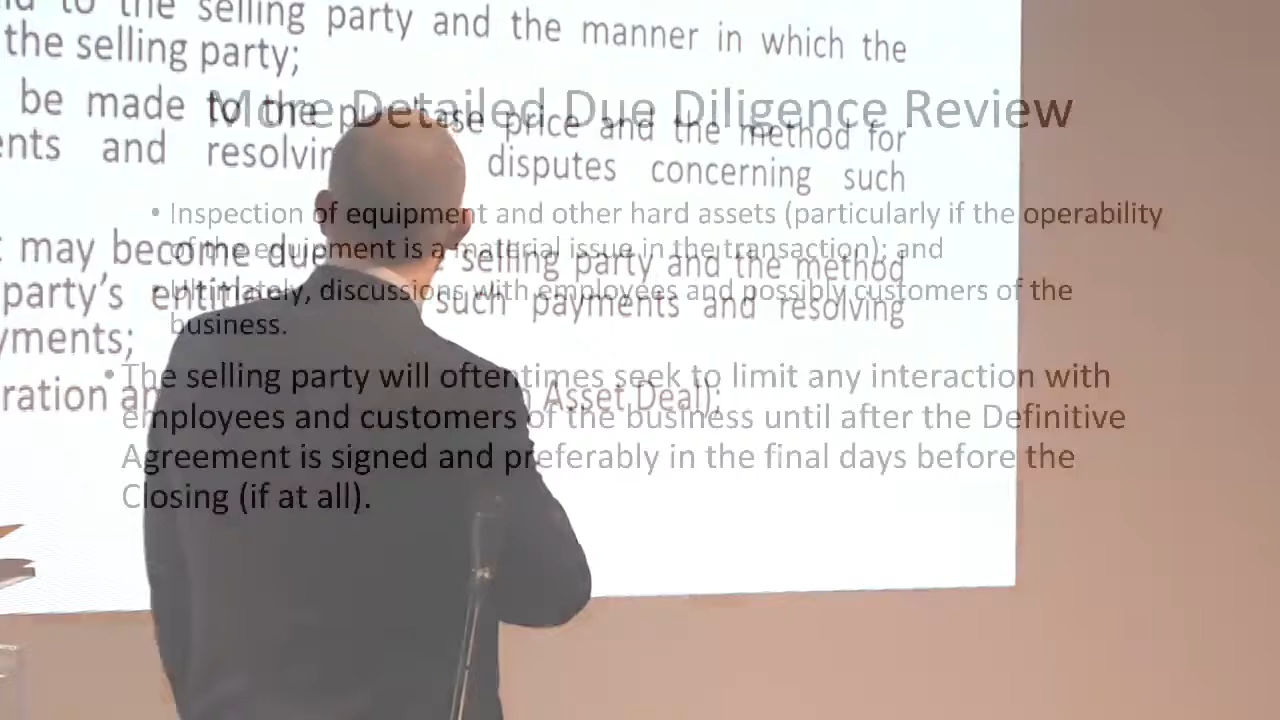 to the selling party and the manner in which the
the selling party;
be made to the purchase price and the method for
and resolving disputes concerning such
may become due selling party and the method
party's such payments and resolving
Asset Deal);
More Detailed Due Diligence Review
• Inspection of equipment and other hard assets (particularly if the operability
of the equipment is a material issue in the transaction); and
• Ultimately, discussions with employees and possibly customers of the
business.
• The selling party will oftentimes seek to limit any interaction with
employees and customers of the business until after the Definitive
Agreement is signed and preferably in the final days before the
Closing (if at all).